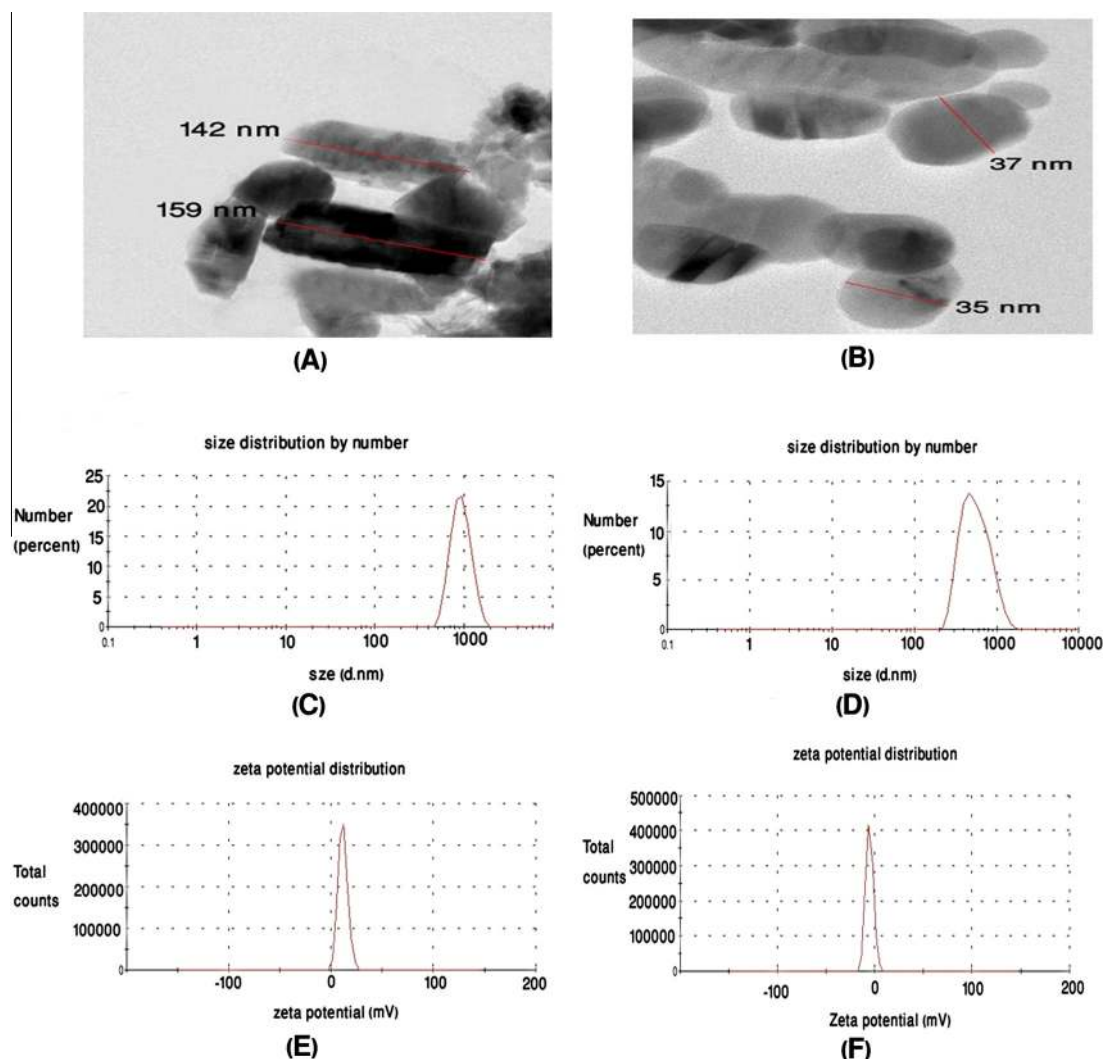 142 nm
159 nm
(A)
37 nm
35 nm
(B)
size distribution by number
25
20
15
10
5
0
Number
(percent)
0.1
1
10
100
1000
sze (d.nm)
(C)
size distribution by number
15
10
5
0
Number
(percent)
0.1
1
10
100
1000
10000
size (d.nm)
(D)
zeta potential distribution
400000
300000
200000
100000
0
Total
counts
-100
0
100
200
zeta potential (mV)
(E)
zeta potential distribution
500000
400000
300000
200000
100000
0
Total
counts
-100
0
100
200
Zeta potential (mV)
(F)